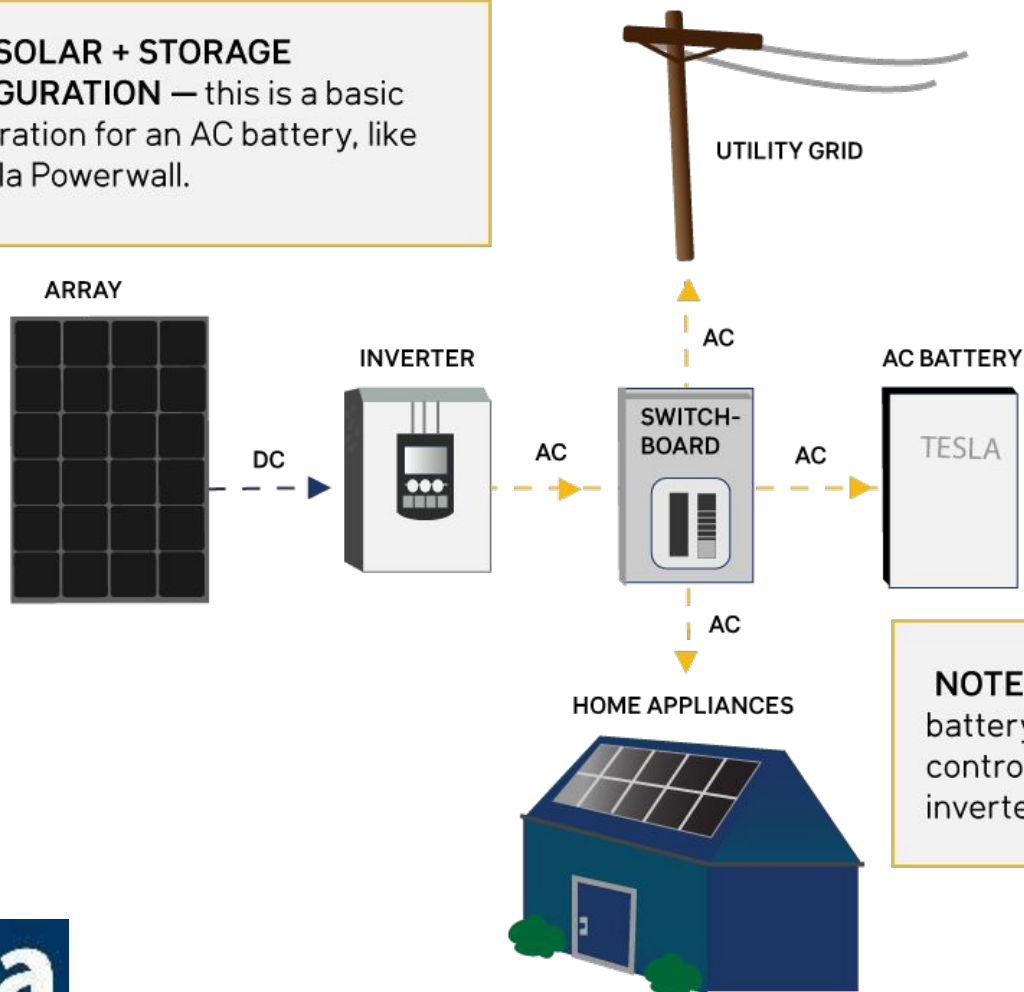 SOLAR + STORAGE
GURATION — this is a basic
ration for an AC battery, like
la Powerwall.
UTILITY GRID
ARRAY
AC
INVERTER
AC BATTERY
SWITCH-
BOARD
TESLA
DC
AC
AC
AC
HOME APPLIANCES
NOTE
battery
contro
inverte
a